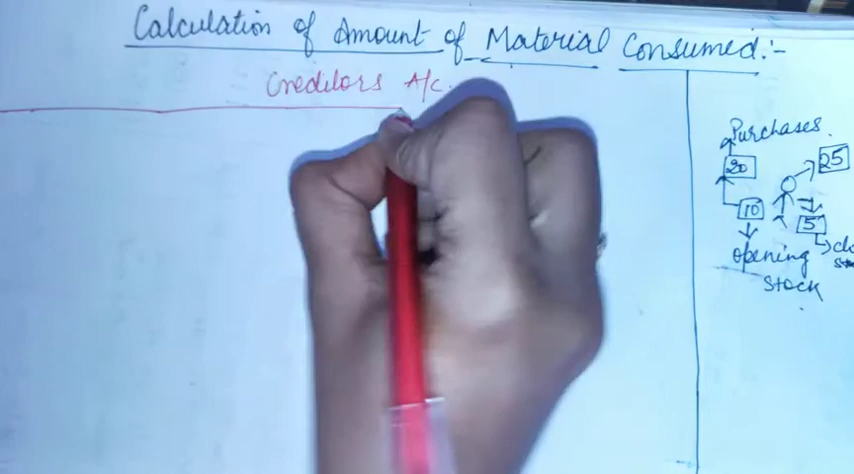 Calculation of Amount of Material Consumed:-
Creditors A/c.
Purchases.
20
25
10
5
opening
stock